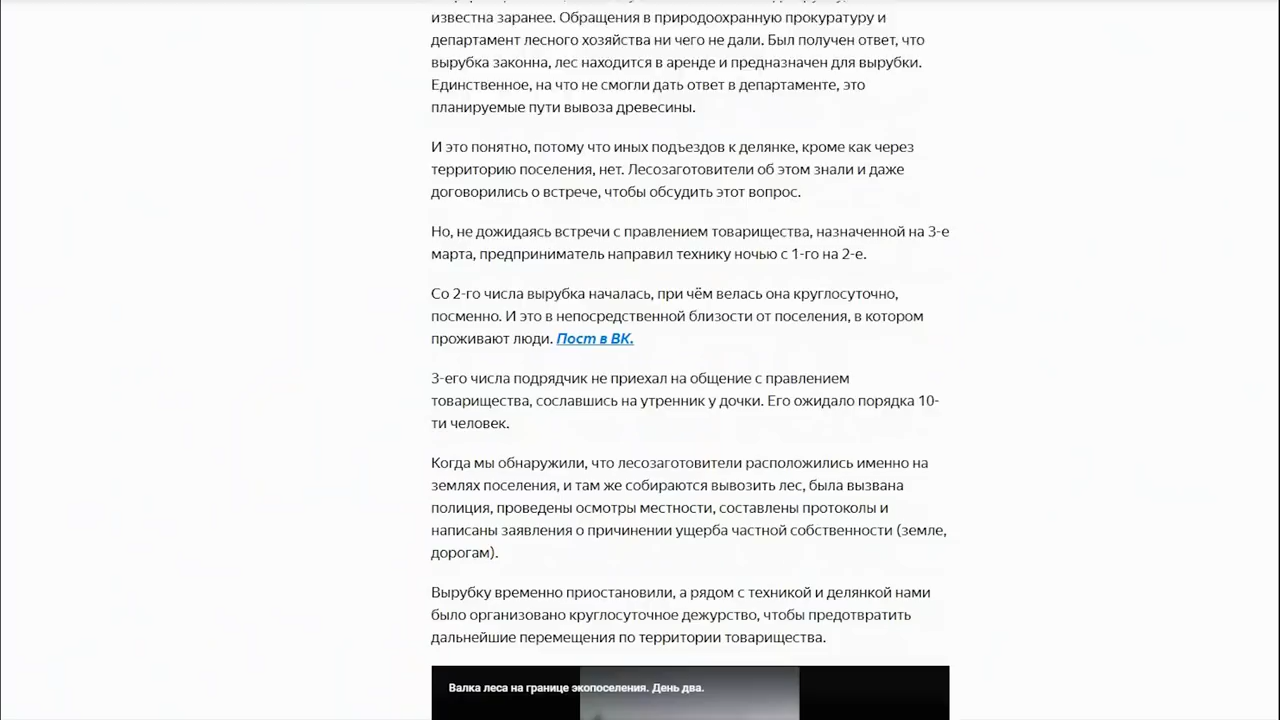 известна заранее. Обращения в природоохранную прокуратуру и
департамент лесного хозяйства ни чего не дали. Был получен ответ, что
вырубка законна, лес находится в аренде и предназначен для вырубки.
Единственное, на что не смогли дать ответ в департаменте, это
планируемые пути вывоза древесины.
И это понятно, потому что иных подъездов к делянке, кроме как через
территорию поселения, нет. Лесозаготовители об этом знали и даже
договорились о встрече, чтобы обсудить этот вопрос.
Но, не дожидаясь встречи с правлением товарищества, назначенной на 3-е
марта, предприниматель направил технику ночью с 1-го на 2-е.
Со 2-го числа вырубка началась, при чём велась она круглосуточно,
посменно. И это в непосредственной близости от поселения, в котором
проживают люди. Пост в ВК.
3-его числа подрядчик не приехал на общение с правлением
товарищества, сославшись на утренник у дочки. Его ожидало порядка 10-
ти человек.
Когда мы обнаружили, что лесозаготовители расположились именно на
землях поселения, и там же собираются вывозить лес, была вызвана
полиция, проведены осмотры местности, составлены протоколы и
написаны заявления о причинении ущерба частной собственности (земле,
дорогам).
Вырубку временно приостановили, а рядом с техникой и делянкой нами
было организовано круглосуточное дежурство, чтобы предотвратить
дальнейшие перемещения по территории товарищества.
Валка леса на границе экопоселения. День два.